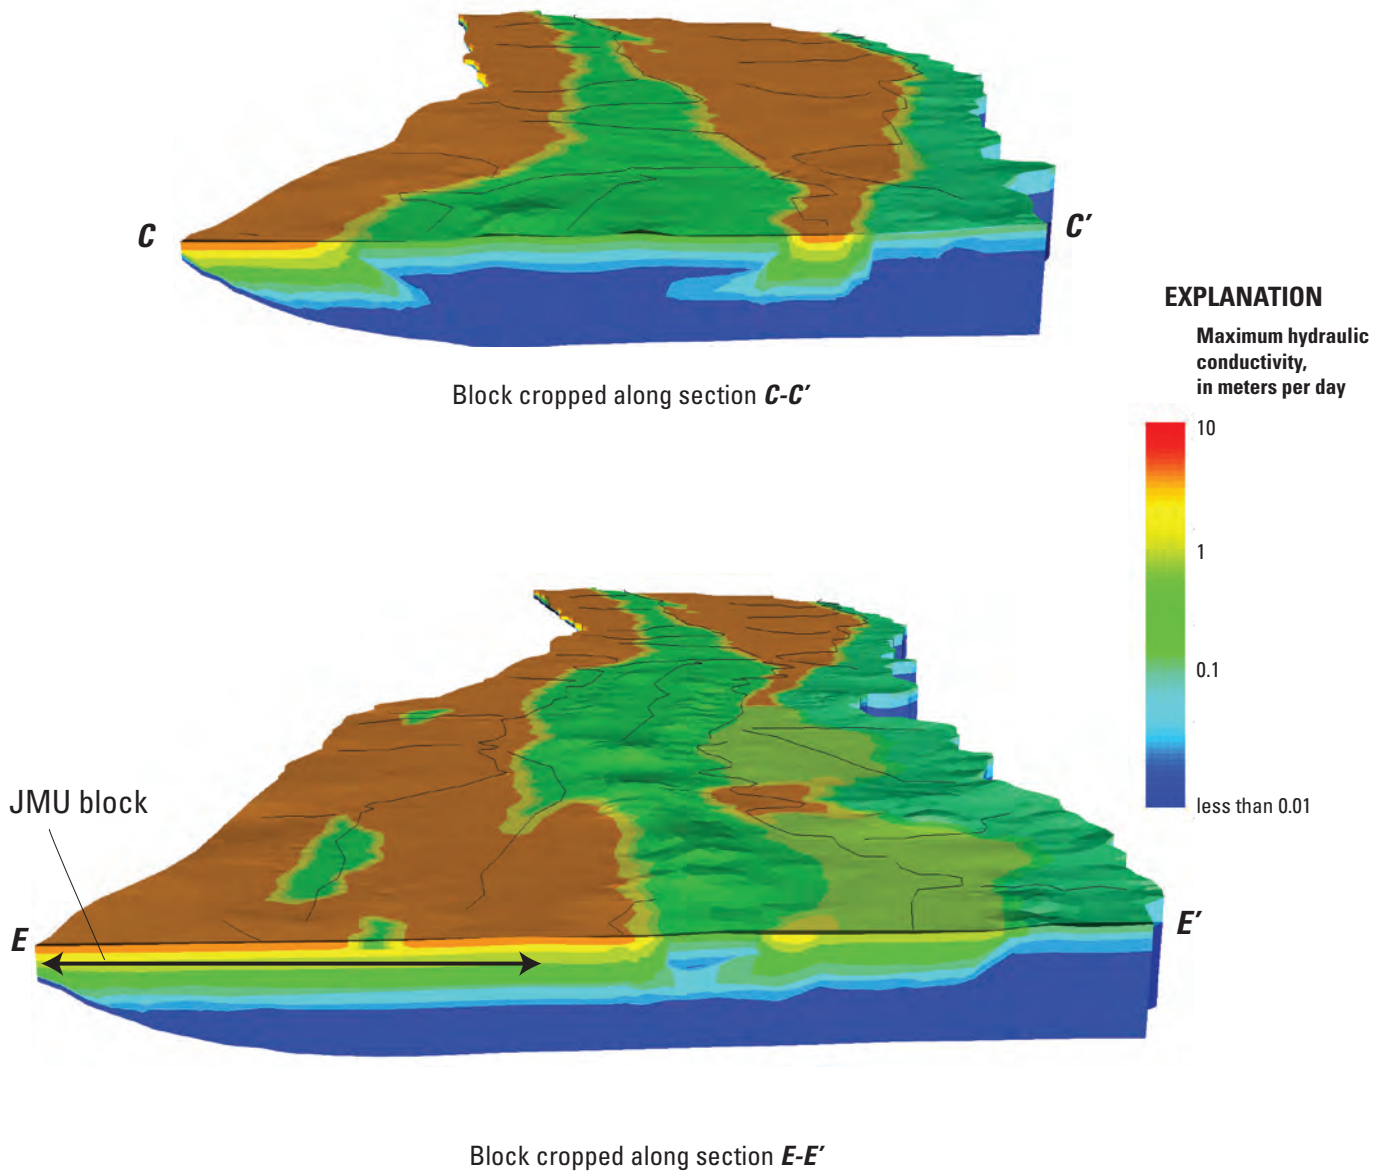 C
C′
Block cropped along section C-C′
EXPLANATION
Maximum hydraulic
conductivity,
in meters per day
10
1
0.1
less than 0.01
JMU block
E
E′
Block cropped along section E-E′